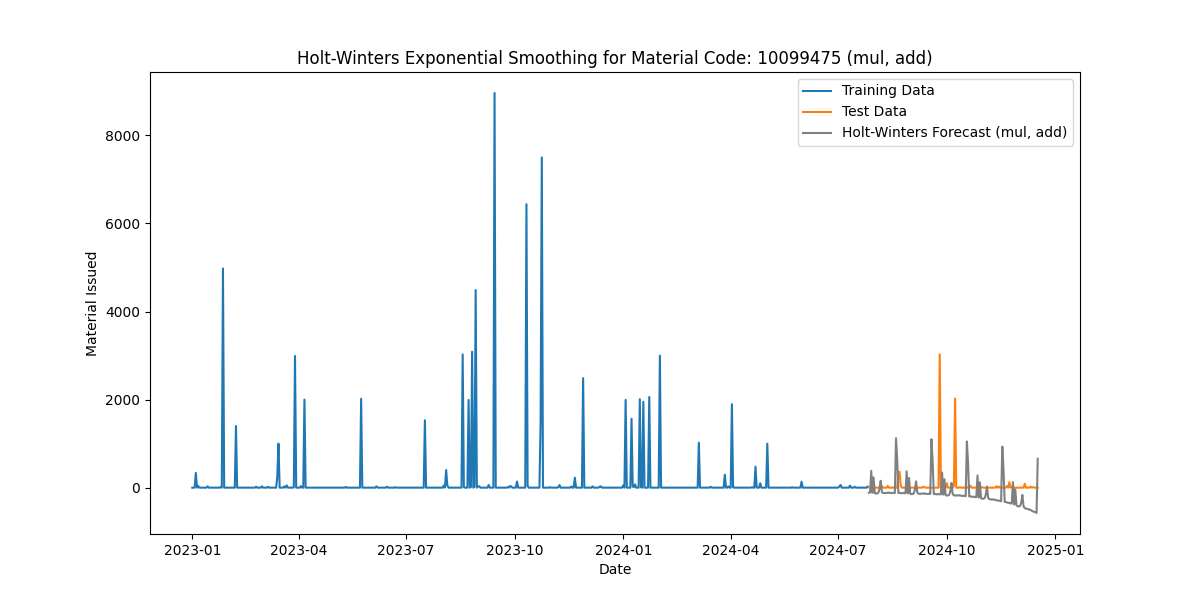 Holt-Winters Exponential Smoothing for Material Code: 10099475 (mul, add)
Training Data
Test Data
Holt-Winters Forecast (mul, add)
Material Issued
8000
6000
4000
2000
0
2023-01 2023-04 2023-07 2023-10 2024-01 2024-04 2024-07 2024-10 2025-01
Date